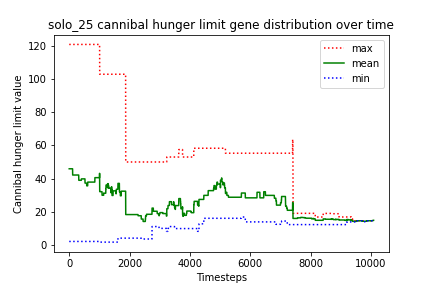 solo_25 cannibal hunger limit gene distribution over time
Cannibal hunger limit value
120
100
80
60
40
20
0
max
mean
min
0
2000
4000
6000
8000
10000
Timesteps